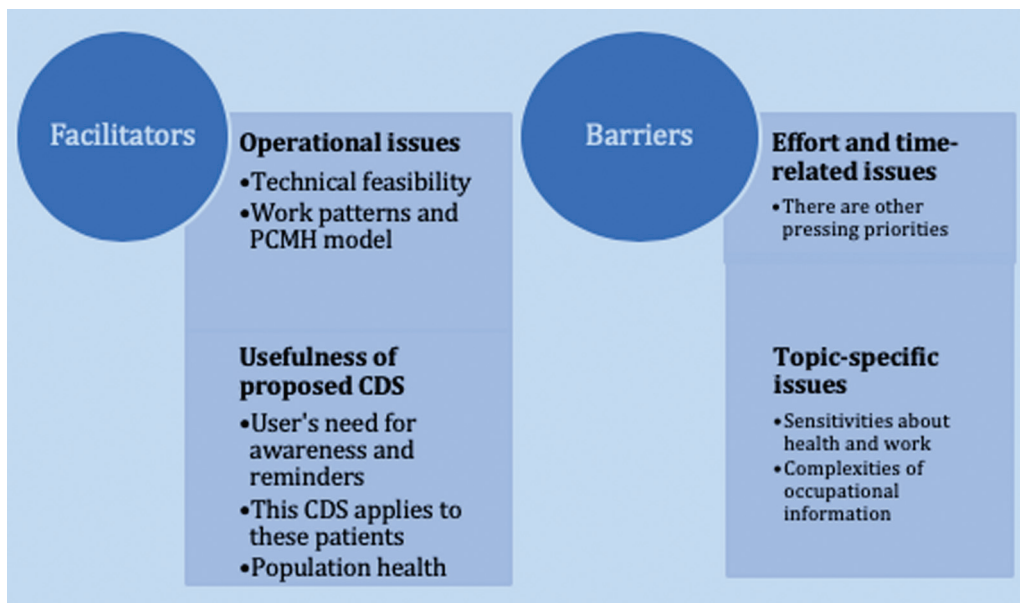 Facilitators
Operational issues
•Technical feasibility
•Work patterns and
PCMH model
Usefulness of
proposed CDS
•User's need for
awareness and
reminders
•This CDS applies to
these patients
•Population health
Barriers
Effort and time-
related issues
•There are other
pressing priorities
Topic-specific
issues
•Sensitivities about
health and work
•Complexities of
occupational
information